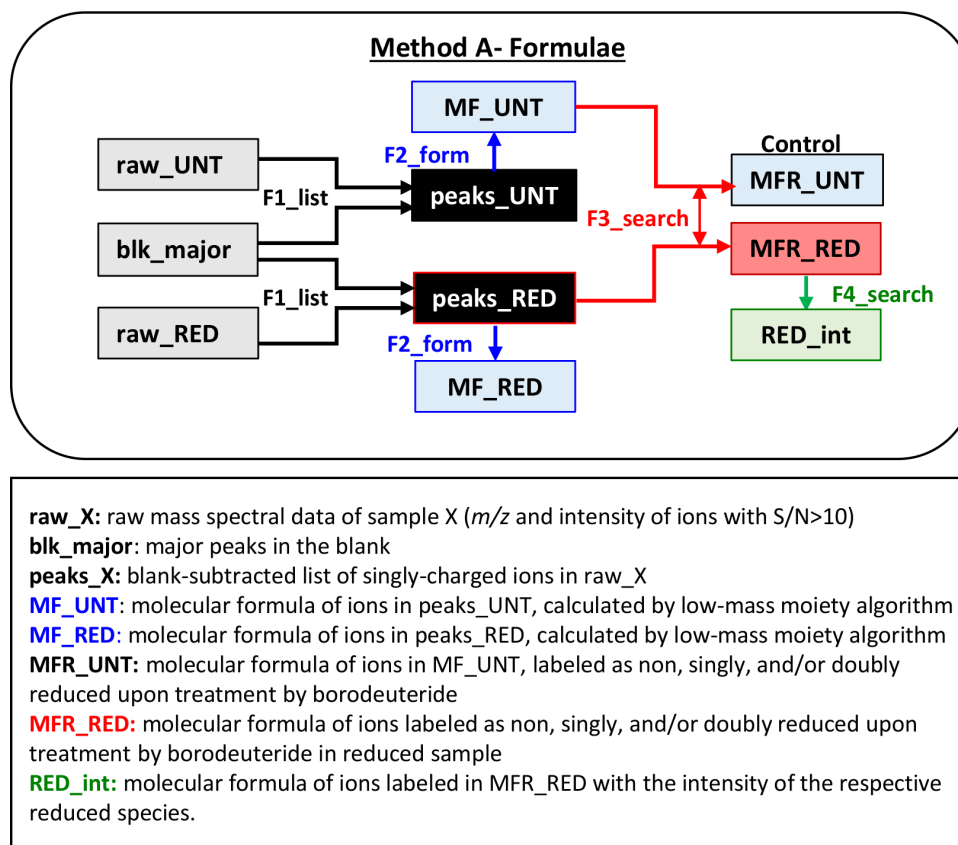 Method A- Formulae
MF_UNT
F2_form
Control
raw_UNT
F1_list
peaks_UNT
MFR_UNT
F3_search
blk_major
MFR_RED
F1_list
peaks_RED
F4_search
raw_RED
F2_form
RED_int
MF_RED
raw_X: raw mass spectral data of sample X (m/z and intensity of ions with S/N>10)
blk_major: major peaks in the blank
peaks_X: blank-subtracted list of singly-charged ions in raw_X
MF_UNT: molecular formula of ions in peaks_UNT, calculated by low-mass moiety algorithm
MF_RED: molecular formula of ions in peaks_RED, calculated by low-mass moiety algorithm
MFR_UNT: molecular formula of ions in MF_UNT, labeled as non, singly, and/or doubly
reduced upon treatment by borodeuteride
MFR_RED: molecular formula of ions labeled as non, singly, and/or doubly reduced upon
treatment by borodeuteride in reduced sample
RED_int: molecular formula of ions labeled in MFR_RED with the intensity of the respective
reduced species.